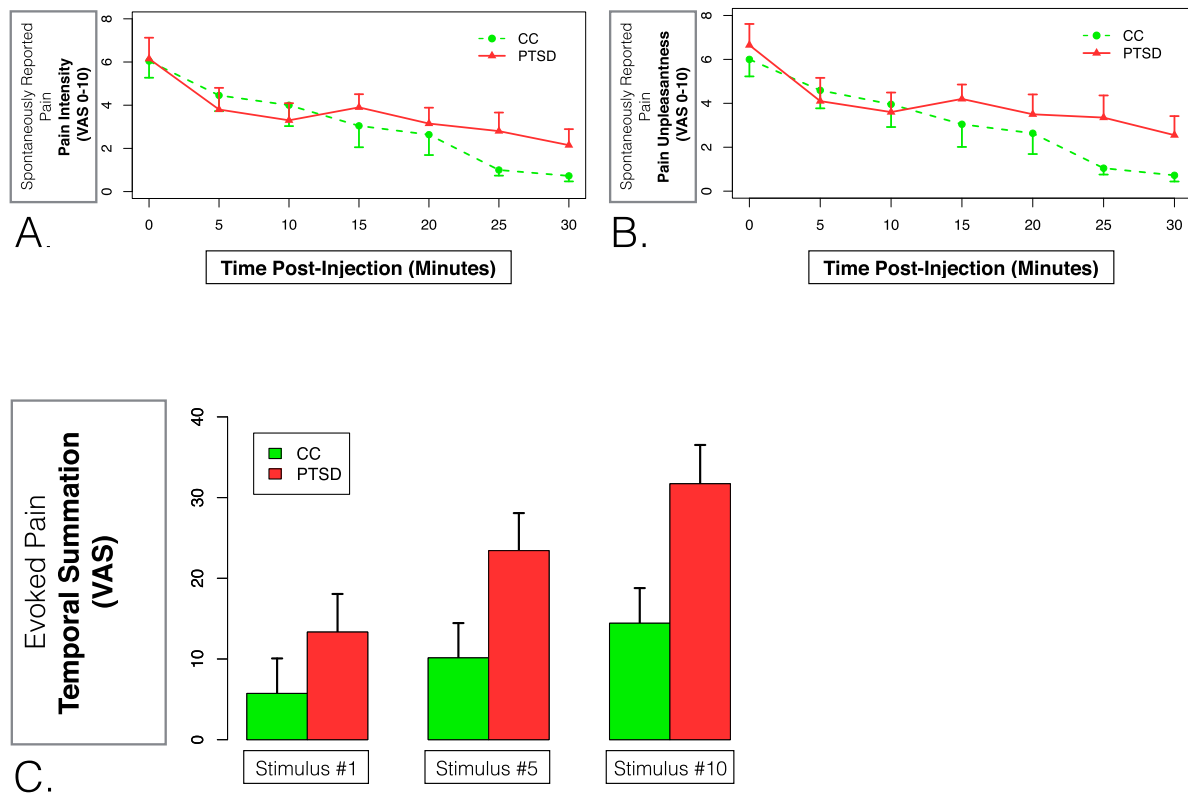 Spontaneously Reported
Pain
Pain Intensity
(VAS 0-10)
8
6
4
2
0
CC
PTSD
0 5 10 15 20 25 30
A.
Time Post-Injection (Minutes)
Spontaneously Reported
Pain
Pain Unpleasantness
(VAS 0-10)
8
6
4
2
0
CC
PTSD
0 5 10 15 20 25 30
B.
Time Post-Injection (Minutes)
Evoked Pain
Temporal Summation
(VAS)
40
30
20
10
0
CC
PTSD
Stimulus #1 Stimulus #5 Stimulus #10
C.